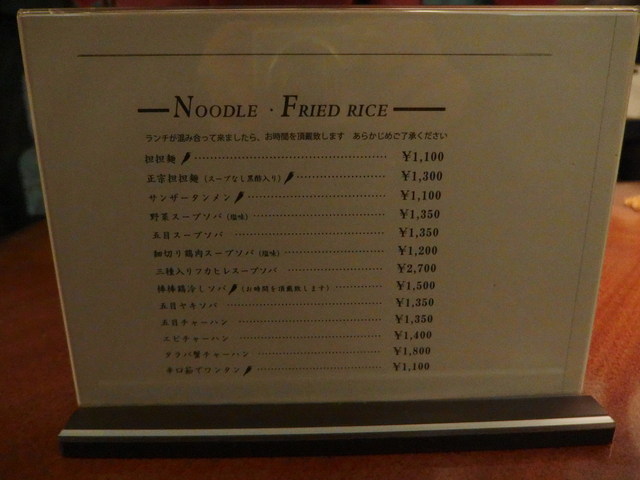 NOODLE・FRIED RICE
ランチが混み合って来ましたら、お時間を頂戴致します あらかじめご了承ください
担担麺 ¥1,100
正宗担担麺 (スープなし黒酢入り) ¥1,300
サンザータンメン ¥1,100
野菜スープソバ (塩味) ¥1,350
五目スープソバ ¥1,350
細切り鶏肉スープソバ (塩味) ¥1,200
三種入りフカヒレスープソバ ¥2,700
棒棒鶏冷しソバ (お時間を頂戴致します) ¥1,500
五目ヤキソバ ¥1,350
五目チャーハン ¥1,350
エビチャーハン ¥1,400
タラバ蟹チャーハン ¥1,800
辛口茹でワンタン ¥1,100